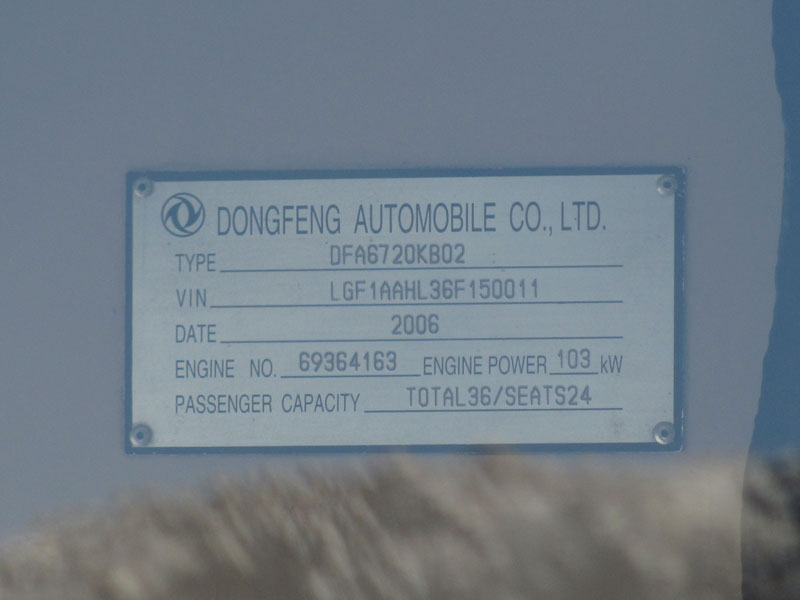 DONGFENG AUTOMOBILE CO., LTD.
TYPE DFA6720KB02
VIN LGF1AAHL36F150011
DATE 2006
ENGINE NO. 69364163 ENGINE POWER 103 kW
PASSENGER CAPACITY TOTAL36/SEATS24